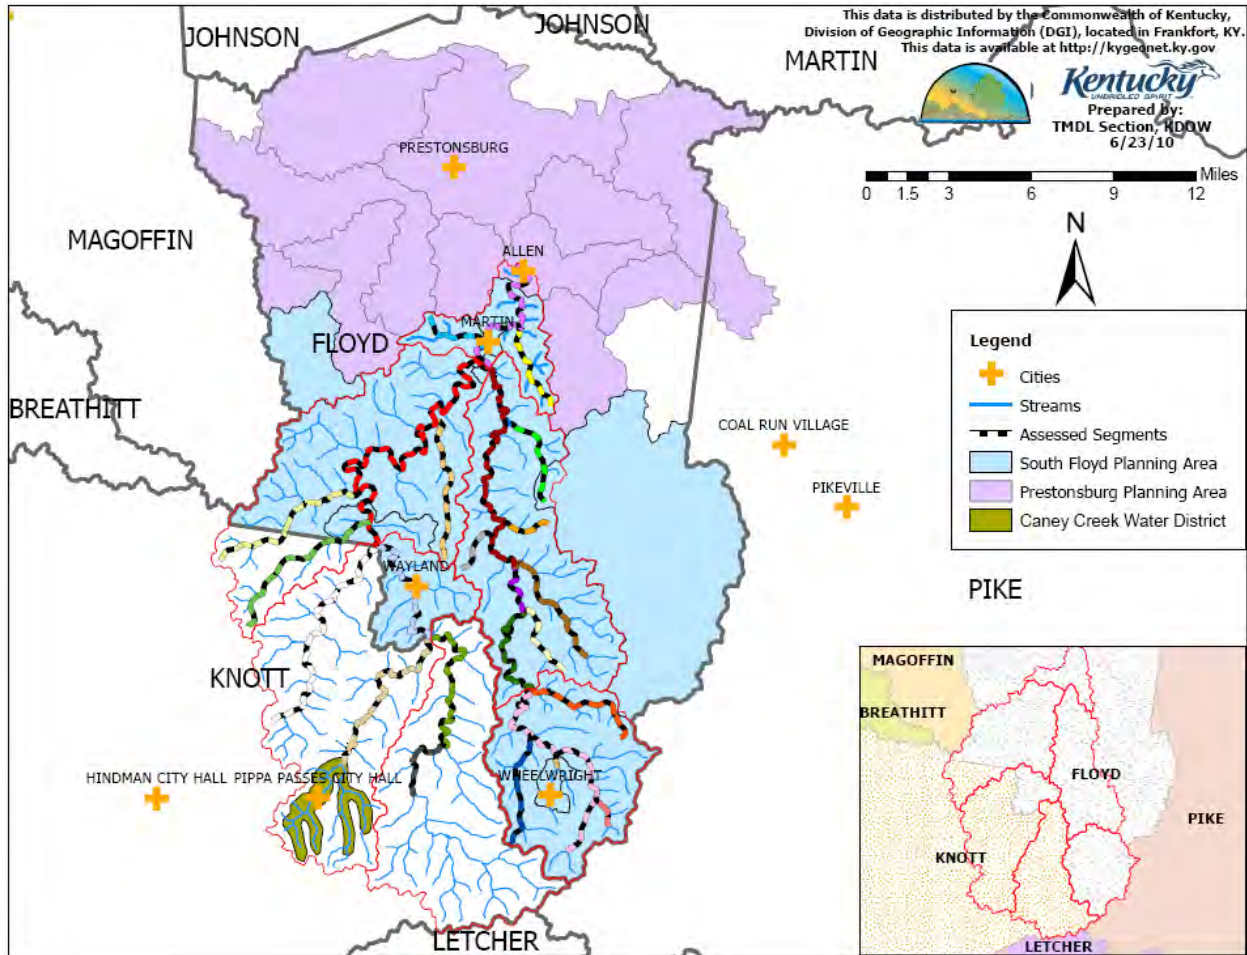 JOHNSON
JOHNSON
This data is distributed by the Commonwealth of Kentucky,
Division of Geographic Information (DGI), located in Frankfort, KY.
This data is available at http://kygeonet.ky.gov
MARTIN
Kentucky
UNBRIDLED SPIRIT
Prepared by:
TMDL Section, KDOW
6/23/10
PRESTONSBURG
Miles
0 1.5 3 6 9 12
MAGOFFIN
N
ALLEN
MARTIN
FLOYD
Legend
Cities
Streams
Assessed Segments
South Floyd Planning Area
Prestonsburg Planning Area
Caney Creek Water District
BREATHITT
COAL RUN VILLAGE
PIKEVILLE
WAYLAND
PIKE
KNOTT
HINDMAN CITY HALL
PIPPA PASSES CITY HALL
WHEELWRIGHT
LETCHER
MAGOFFIN
BREATHITT
FLOYD
PIKE
KNOTT
LETCHER